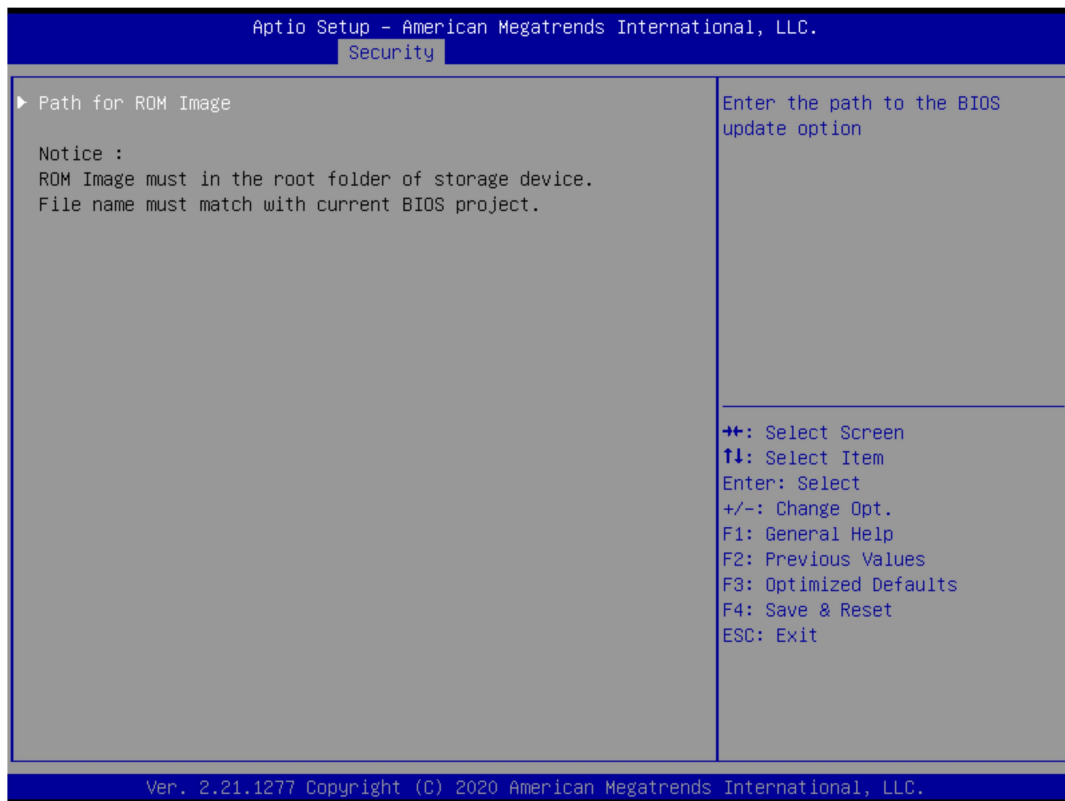 Aptio Setup – American Megatrends International, LLC.
Security
▶ Path for ROM Image
Notice :
ROM Image must in the root folder of storage device.
File name must match with current BIOS project.
Enter the path to the BIOS
update option
→←: Select Screen
↑↓: Select Item
Enter: Select
+/-: Change Opt.
F1: General Help
F2: Previous Values
F3: Optimized Defaults
F4: Save & Reset
ESC: Exit
Ver. 2.21.1277 Copyright (C) 2020 American Megatrends International, LLC.